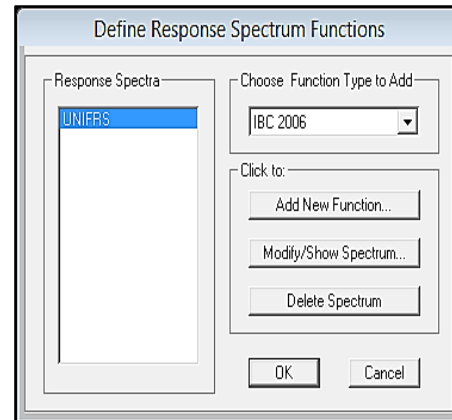 Define Response Spectrum Functions
Response Spectra
UNIFRS
Choose Function Type to Add
IBC 2006
Click to:
Add New Function...
Modify/Show Spectrum...
Delete Spectrum
OK
Cancel